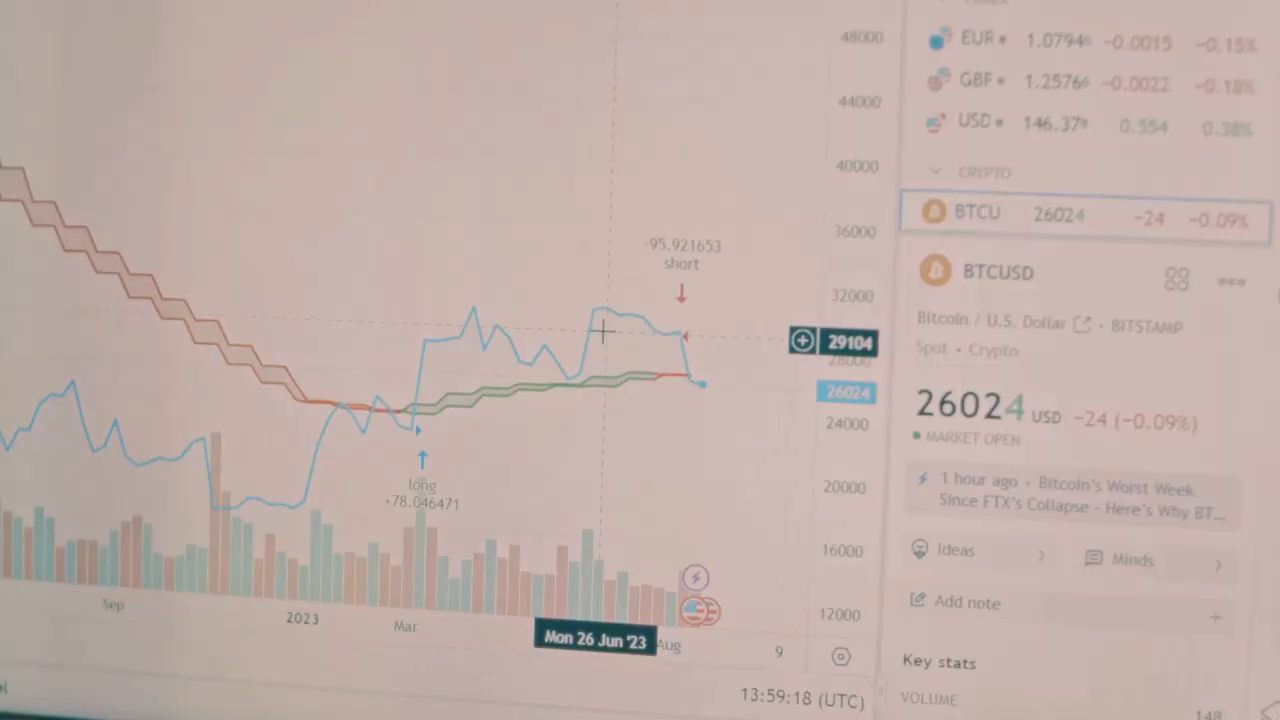 48000
44000
40000
36000
32000
29104
28000
26024
24000
20000
16000
12000
-95.921653
short
long
+78.046471
Sep
2023
Mar
Mon 26 Jun '23
Aug
9
13:59:18 (UTC)
EUR 1.0794 -0.0015 -0.15%
GBP 1.2576 -0.0022 -0.18%
USD 146.37 0.554 0.38%
CRYPTO
BTCU 26024 -24 -0.09%
BTCUSD
Bitcoin / U.S. Dollar • BITSTAMP
Spot • Crypto
26024 USD -24 (-0.09%)
MARKET OPEN
1 hour ago • Bitcoin's Worst Week
Since FTX's Collapse - Here's Why BT...
Ideas
Minds
Add note
Key stats
VOLUME